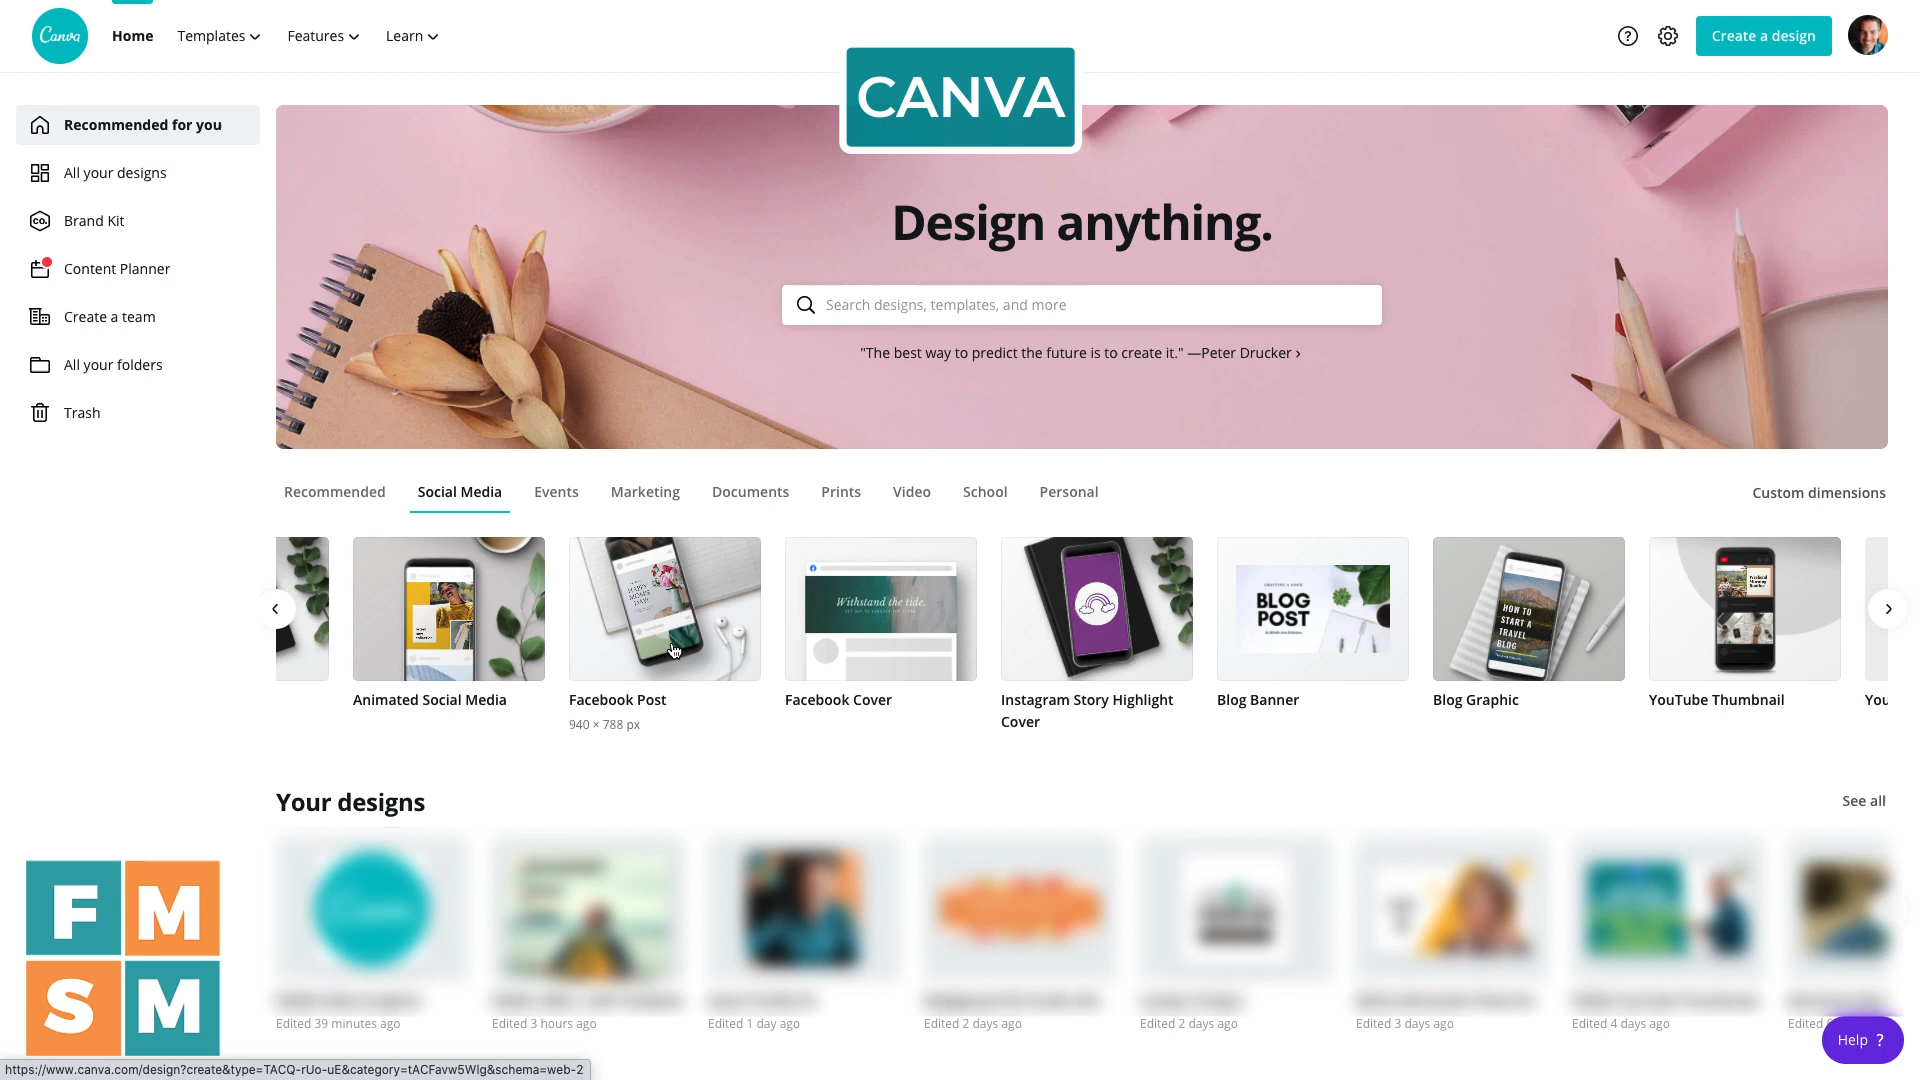 Canva
Home
Templates
Features
Learn
Create a design
CANVA
Recommended for you
All your designs
CO.
Brand Kit
Content Planner
Create a team
All your folders
Trash
Design anything.
Search designs, templates, and more
"The best way to predict the future is to create it." —Peter Drucker ›
Recommended
Social Media
Events
Marketing
Documents
Prints
Video
School
Personal
Custom dimensions
HAPPY
MOM'S
DAY!
Withstand the tide.
BLOG
POST
HOW TO
START A
TRAVEL
BLOG
Animated Social Media
Facebook Post
940 × 788 px
Facebook Cover
Instagram Story Highlight
Cover
Blog Banner
Blog Graphic
YouTube Thumbnail
You
Your designs
See all
Edited 39 minutes ago
Edited 3 hours ago
Edited 1 day ago
Edited 2 days ago
Edited 2 days ago
Edited 3 days ago
Edited 4 days ago
Edited
F M
S M
Help ?
https://www.canva.com/design?create&type=TACQ-rUo-uE&category=tACFavw5WIg&schema=web-2